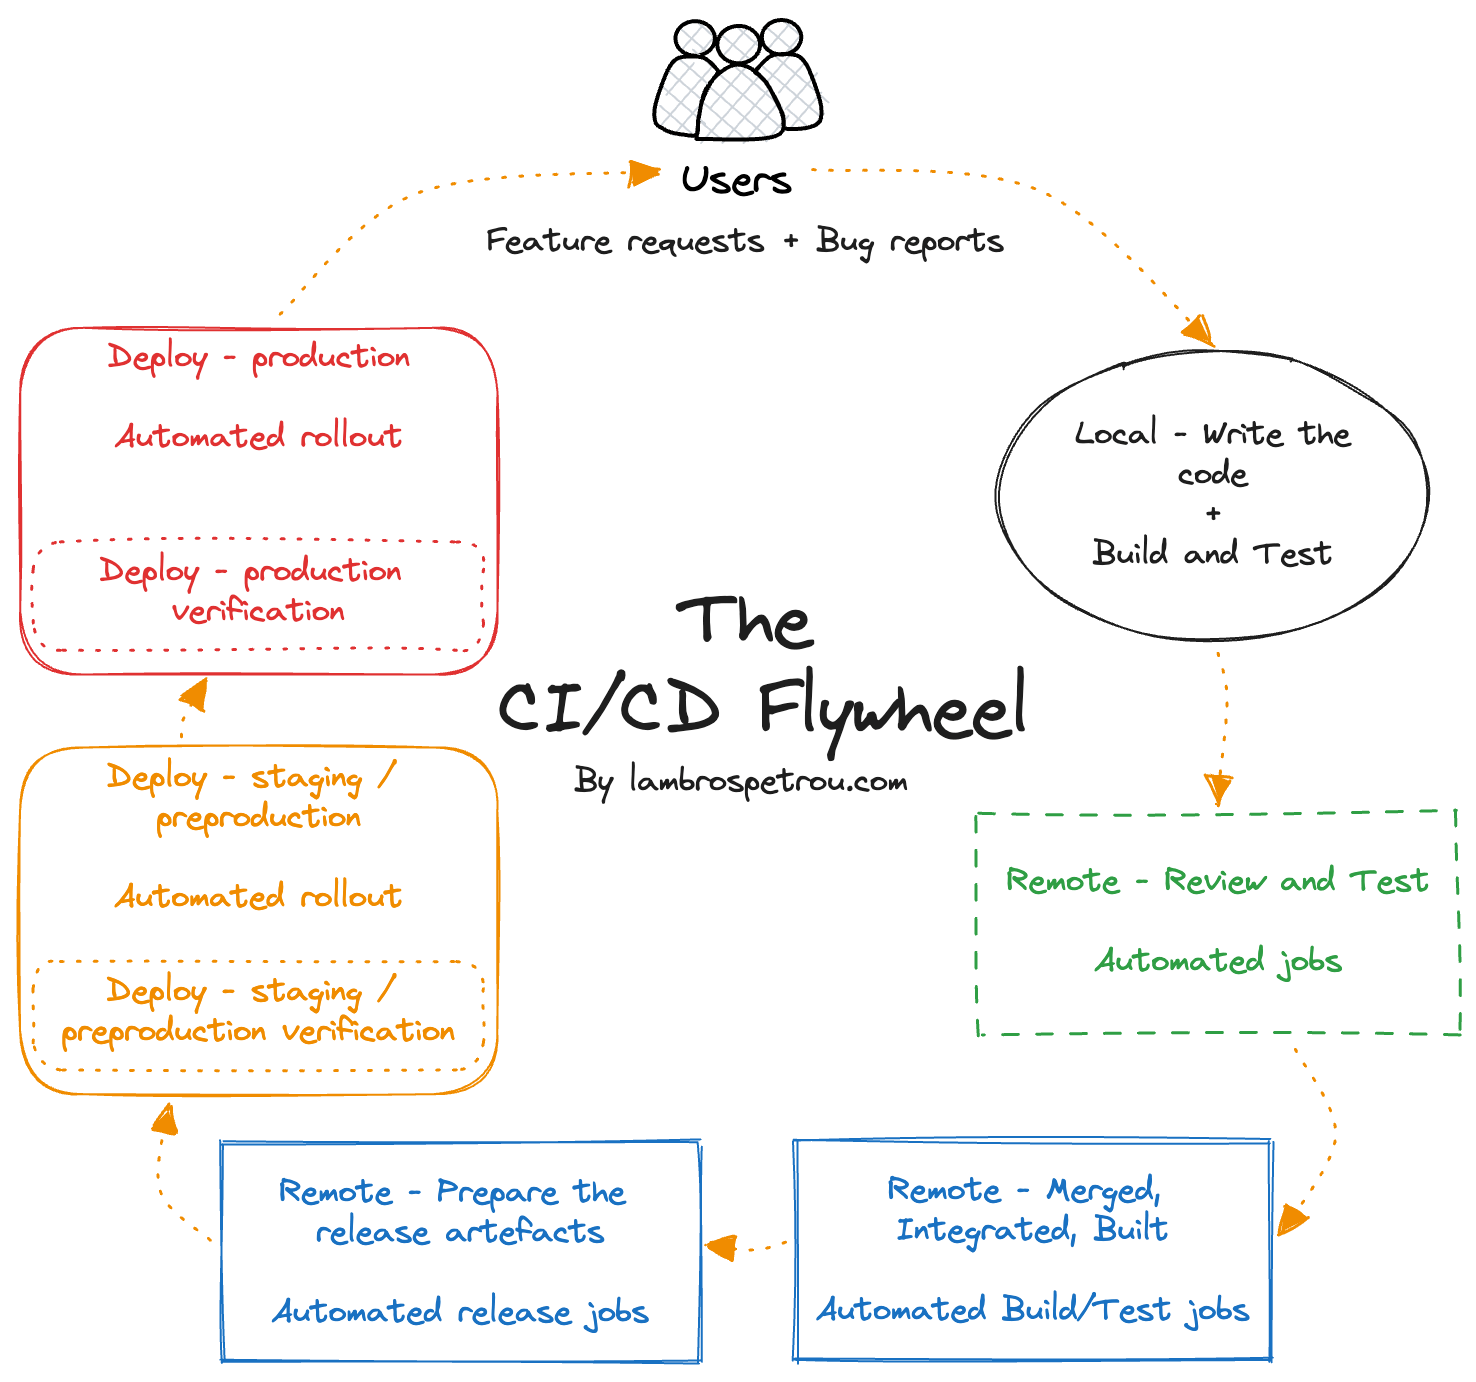 Users
Feature requests + Bug reports
Local - Write the
code
+
Build and Test
Remote - Review and Test
Automated jobs
Remote - Merged,
Integrated, Built
Automated Build/Test jobs
Remote - Prepare the
release artefacts
Automated release jobs
Deploy - staging /
preproduction
Automated rollout
Deploy - staging /
preproduction verification
Deploy - production
Automated rollout
Deploy - production
verification
The
CI/CD Flywheel
By lambrospetrou.com